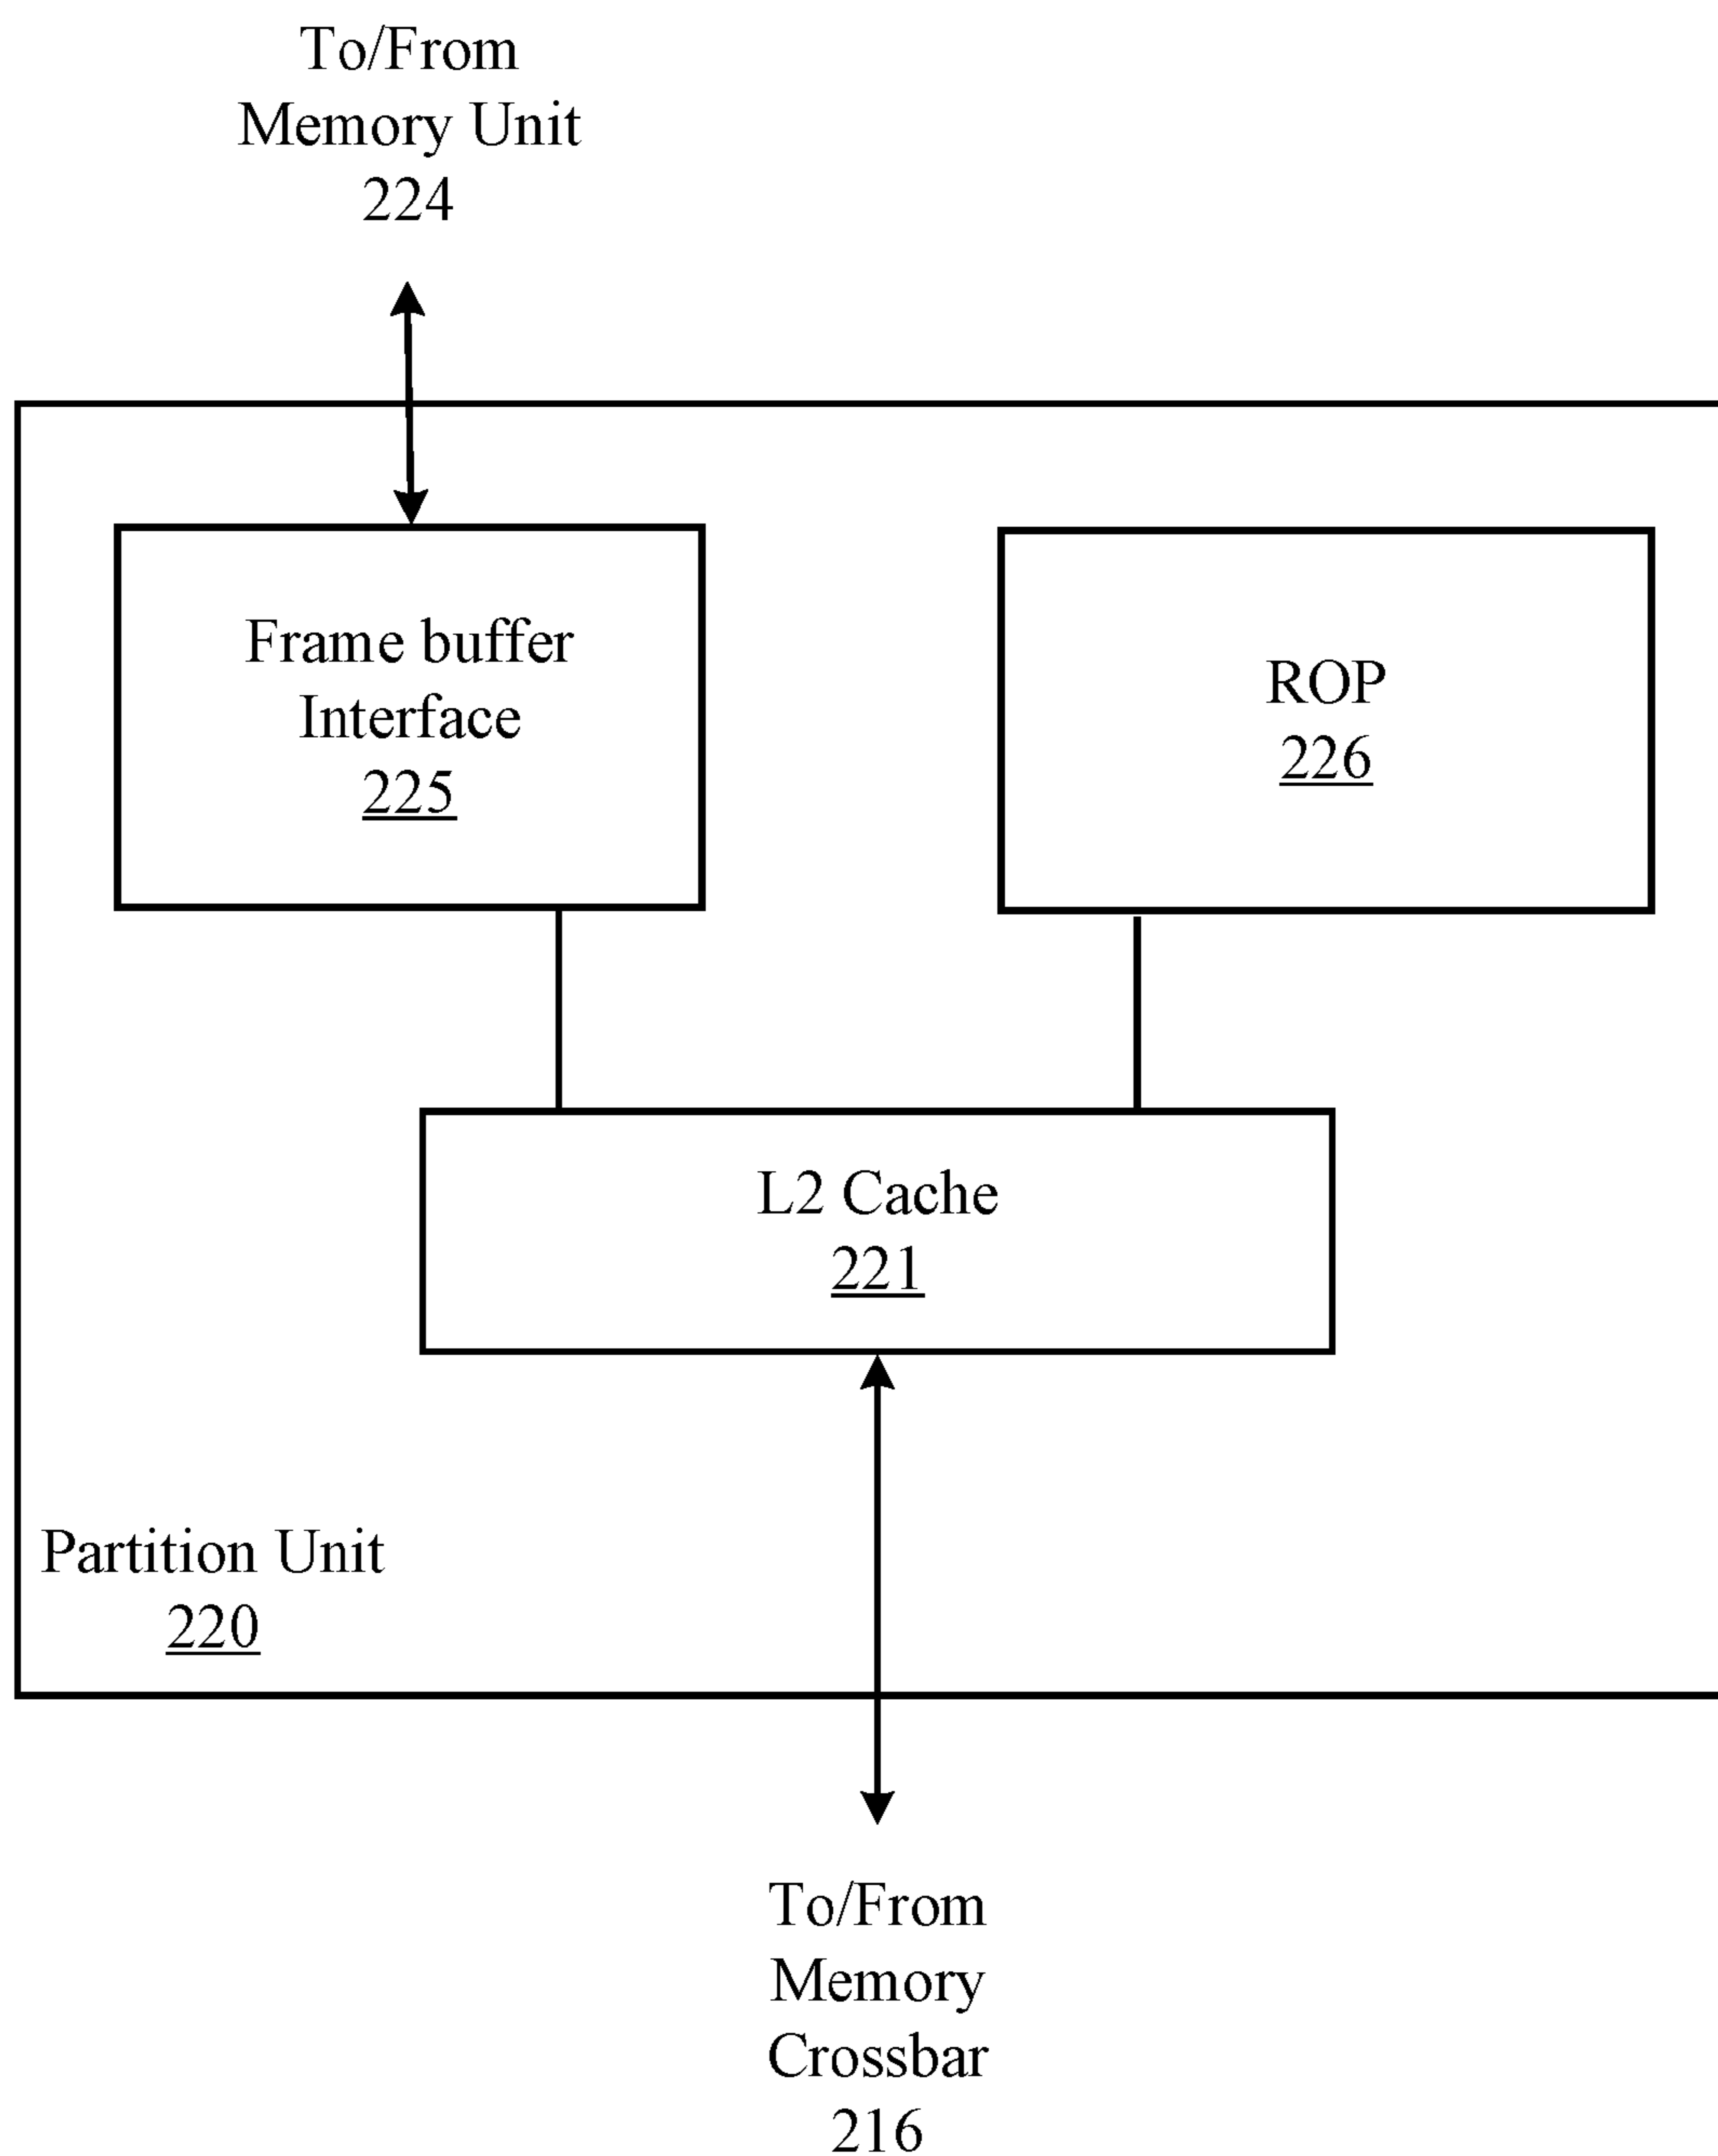 To/From
Memory Unit
224
Frame buffer
Interface
225
ROP
226
L2 Cache
221
Partition Unit
220
To/From
Memory
Crossbar
216